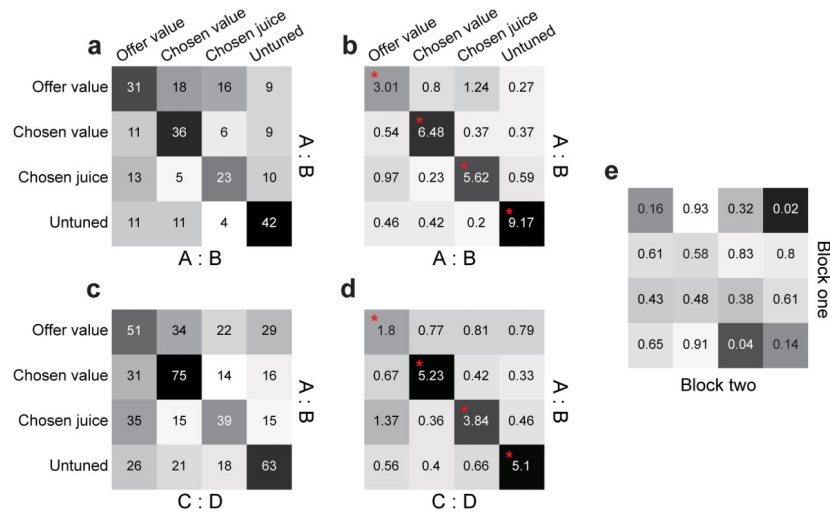 a
Offer value Chosen value Chosen juice Untuned
Offer value 31 18 16 9
Chosen value 11 36 6 9
Chosen juice 13 5 23 10
Untuned 11 11 4 42
A : B
A : B
b
Offer value Chosen value Chosen juice Untuned
* 3.01 0.8 1.24 0.27
0.54 * 6.48 0.37 0.37
0.97 0.23 * 5.62 0.59
0.46 0.42 0.2 * 9.17
A : B
A : B
c
Offer value 51 34 22 29
Chosen value 31 75 14 16
Chosen juice 35 15 39 15
Untuned 26 21 18 63
A : B
C : D
d
* 1.8 0.77 0.81 0.79
0.67 * 5.23 0.42 0.33
1.37 0.36 * 3.84 0.46
0.56 0.4 0.66 * 5.1
A : B
C : D
e
0.16 0.93 0.32 0.02
0.61 0.58 0.83 0.8
0.43 0.48 0.38 0.61
0.65 0.91 0.04 0.14
Block one
Block two